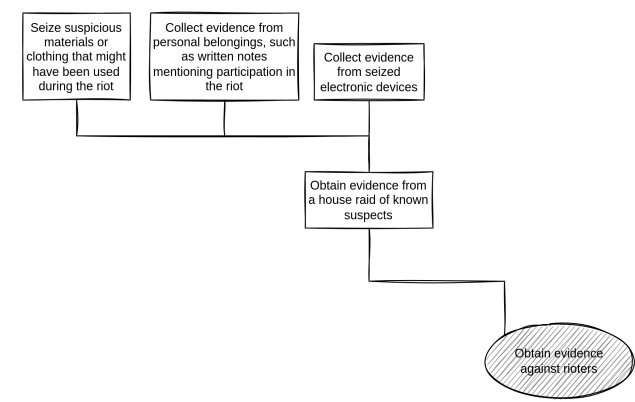 Seize suspicious
materials or
clothing that might
have been used
during the riot
Collect evidence from
personal belongings, such
as written notes
mentioning participation in
the riot
Collect evidence
from seized
electronic devices
Obtain evidence from
a house raid of known
suspects
Obtain evidence
against rioters